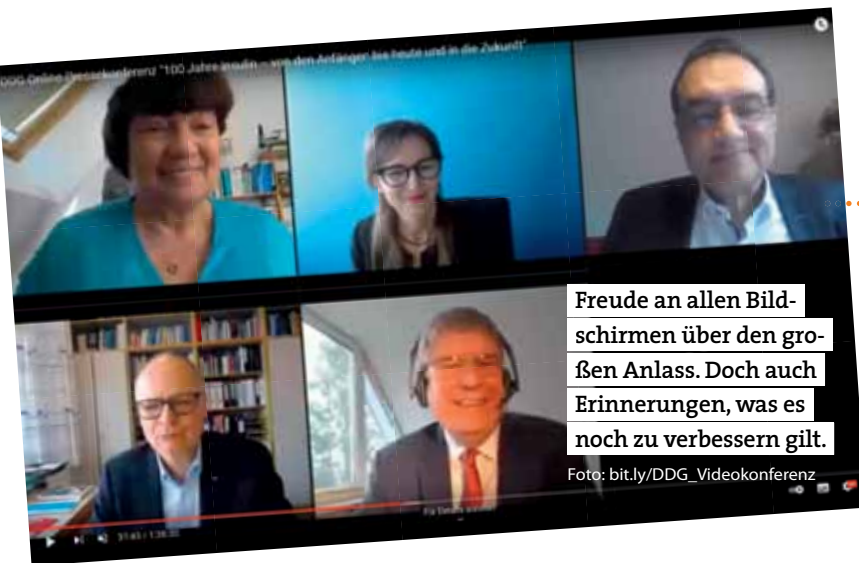 DDG Online Pressekonferenz "100 Jahre Insulin – von den Anfängen bis heute und in die Zukunft"
Freude an allen Bild-
schirmen über den gro-
ßen Anlass. Doch auch
Erinnerungen, was es
noch zu verbessern gilt.
Foto: bit.ly/DDG_Videokonferenz
Für Details